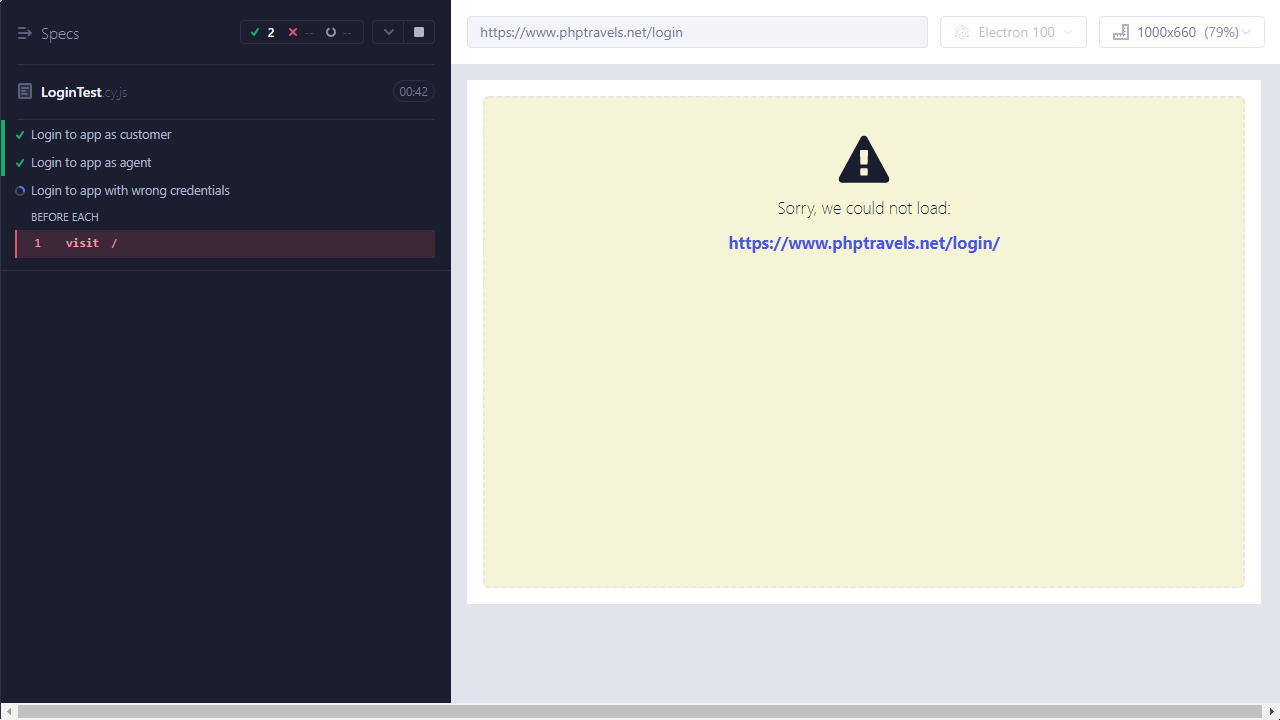 Specs
2
--
--
LoginTest.cy.js
00:42
Login to app as customer
Login to app as agent
Login to app with wrong credentials
BEFORE EACH
1 visit /
https://www.phptravels.net/login
Electron 100
1000x660 (79%)
Sorry, we could not load:
https://www.phptravels.net/login/